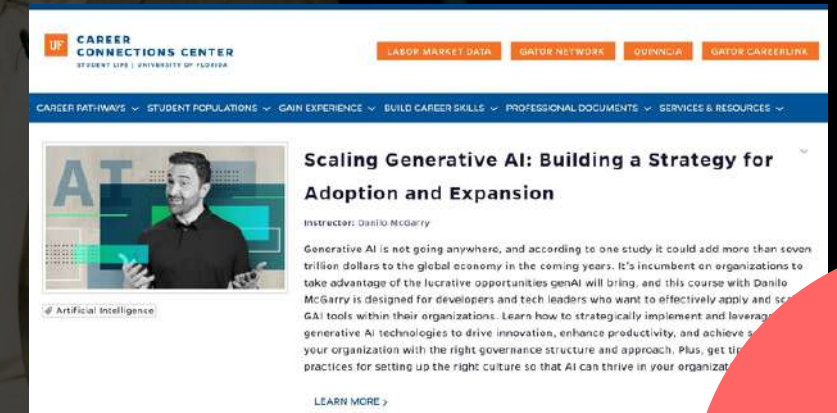 UF
CAREER
CONNECTIONS CENTER
STUDENT LIFE | UNIVERSITY OF FLORIDA
LABOR MARKET DATA
GATOR NETWORK
QUINNCIA
GATOR CAREERLINK
CAREER PATHWAYS
STUDENT POPULATIONS
GAIN EXPERIENCE
BUILD CAREER SKILLS
PROFESSIONAL DOCUMENTS
SERVICES & RESOURCES
AI
Scaling Generative AI: Building a Strategy for
Adoption and Expansion
Instructor: Danilo McGarry
Generative AI is not going anywhere, and according to one study it could add more than seven
trillion dollars to the global economy in the coming years. It's incumbent on organizations to
take advantage of the lucrative opportunities genAI will bring, and this course with Danilo
McGarry is designed for developers and tech leaders who want to effectively apply and
GAI tools within their organizations. Learn how to strategically implement and
generative AI technologies to drive innovation, enhance productivity, and achieve
your organization with the right governance structure and approach. Plus, get
practices for setting up the right culture so that AI can thrive in your
Artificial Intelligence
LEARN MORE >